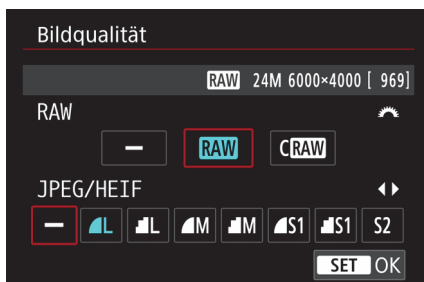 Bildqualität
RAW 24M 6000×4000 [ 969]
RAW
RAW CRAW
JPEG/HEIF
L L M M S1 S1 S2
SET OK